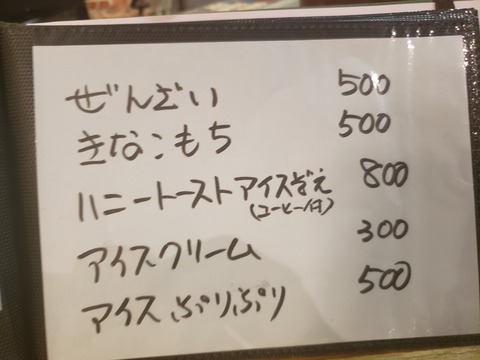 ぜんざい 500
きなこもち 500
ハニートーストアイスぞえ 800
(コーヒー付)
アイスクリーム 300
アイスぷりぷり 500